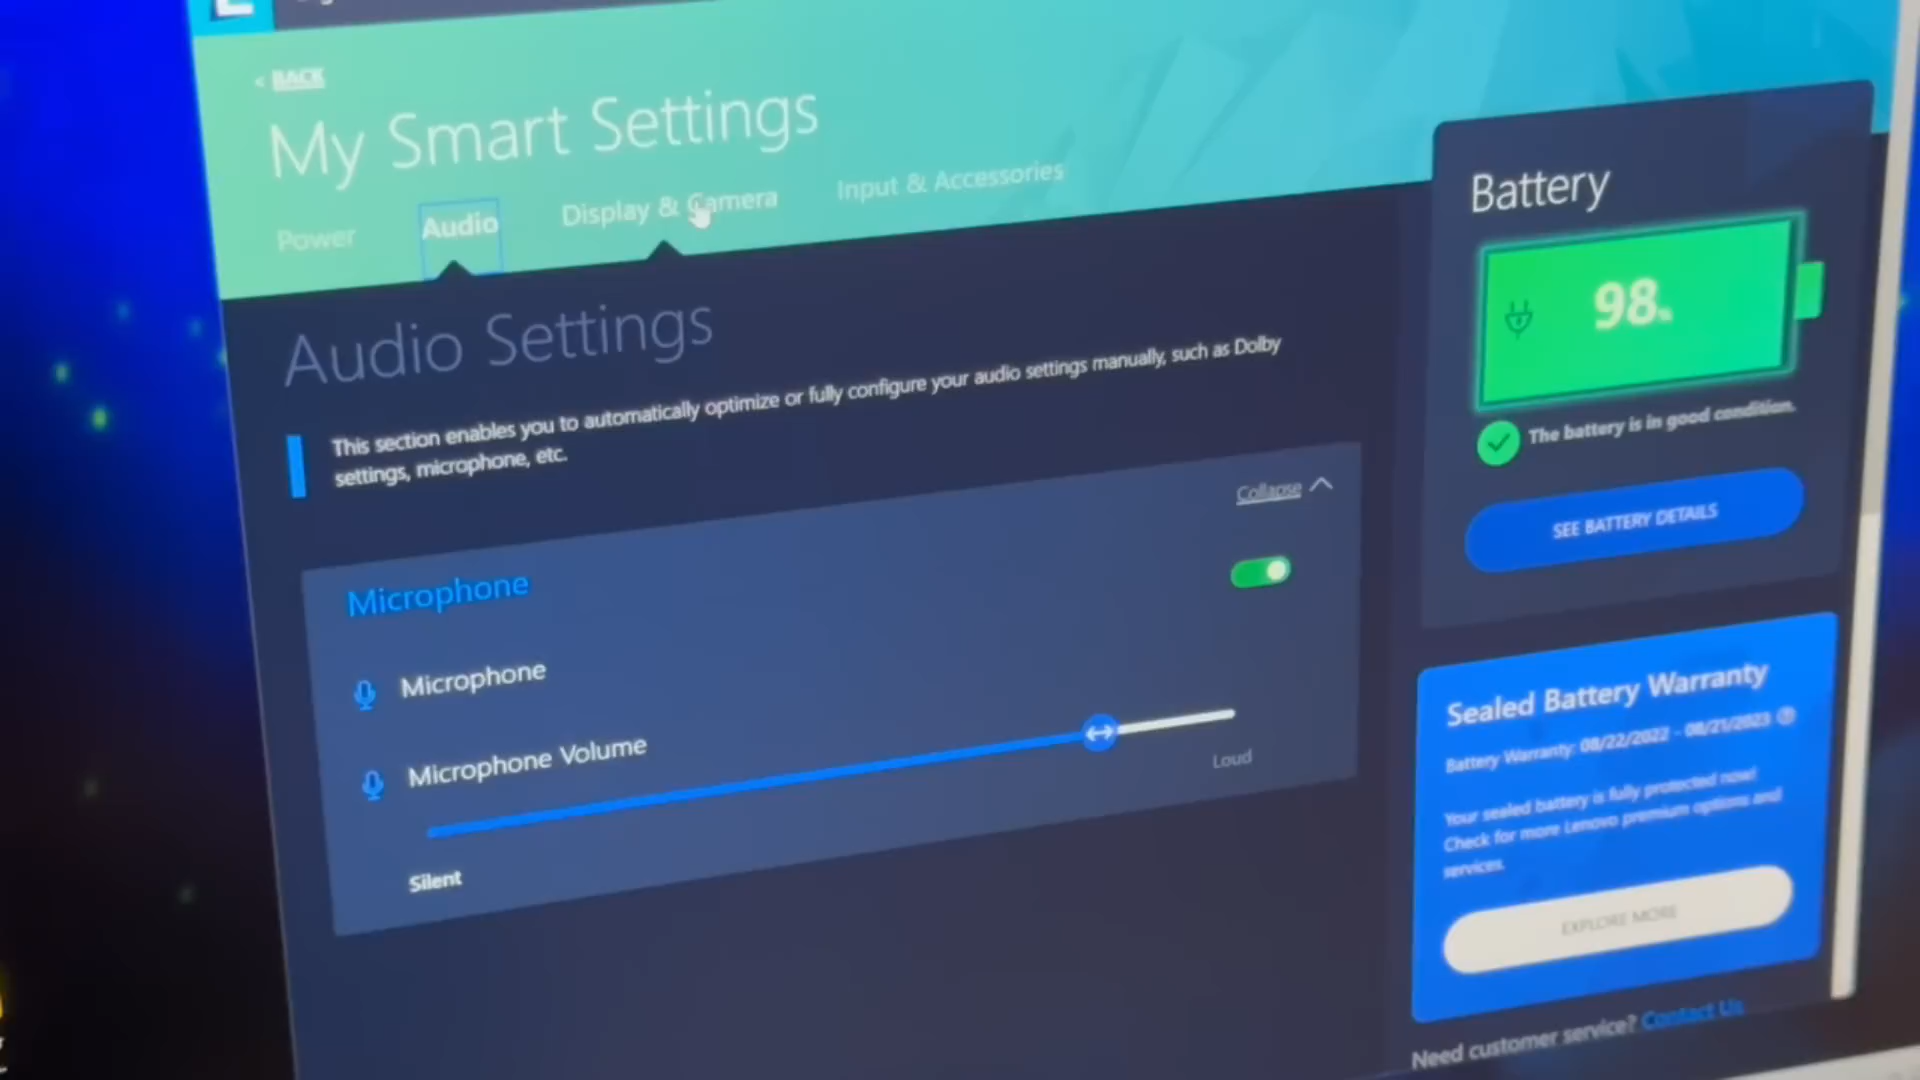 < BACK
My Smart Settings
Power
Audio
Display & Camera
Input & Accessories
Audio Settings
This section enables you to automatically optimize or fully configure your audio settings manually, such as Dolby
settings, microphone, etc.
Collapse
Microphone
Microphone
Microphone Volume
Silent
Loud
Battery
98%
The battery is in good condition.
SEE BATTERY DETAILS
Sealed Battery Warranty
Battery Warranty: 08/22/2022 - 08/21/2023
Your sealed battery is fully protected now!
Check for more Lenovo premium options and
services.
EXPLORE MORE
Need customer service? Contact Us